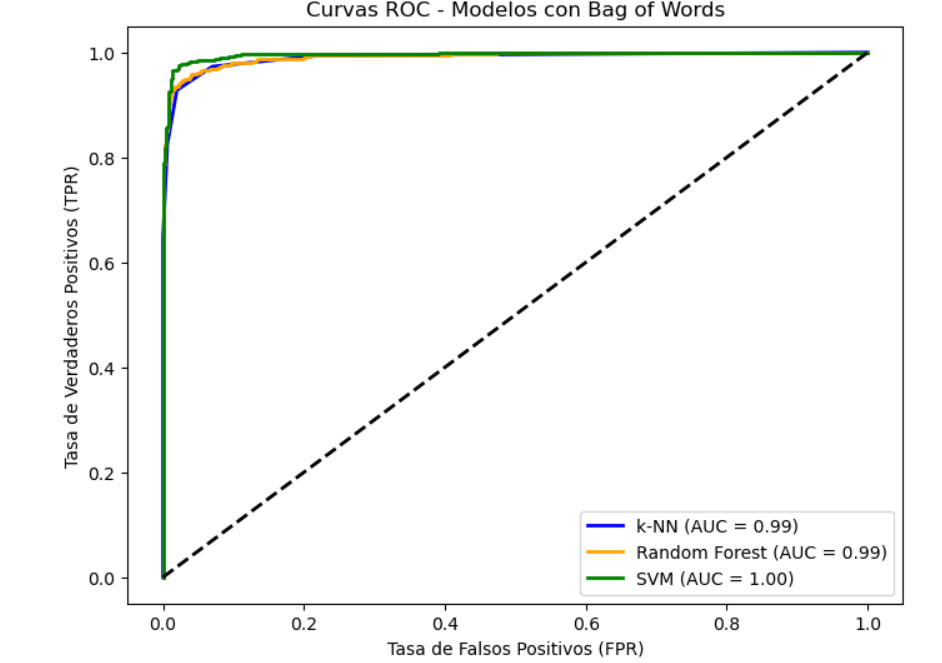 Curvas ROC - Modelos con Bag of Words
1.0
0.8
0.6
0.4
0.2
0.0
Tasa de Verdaderos Positivos (TPR)
k-NN (AUC = 0.99)
Random Forest (AUC = 0.99)
SVM (AUC = 1.00)
0.0 0.2 0.4 0.6 0.8 1.0
Tasa de Falsos Positivos (FPR)